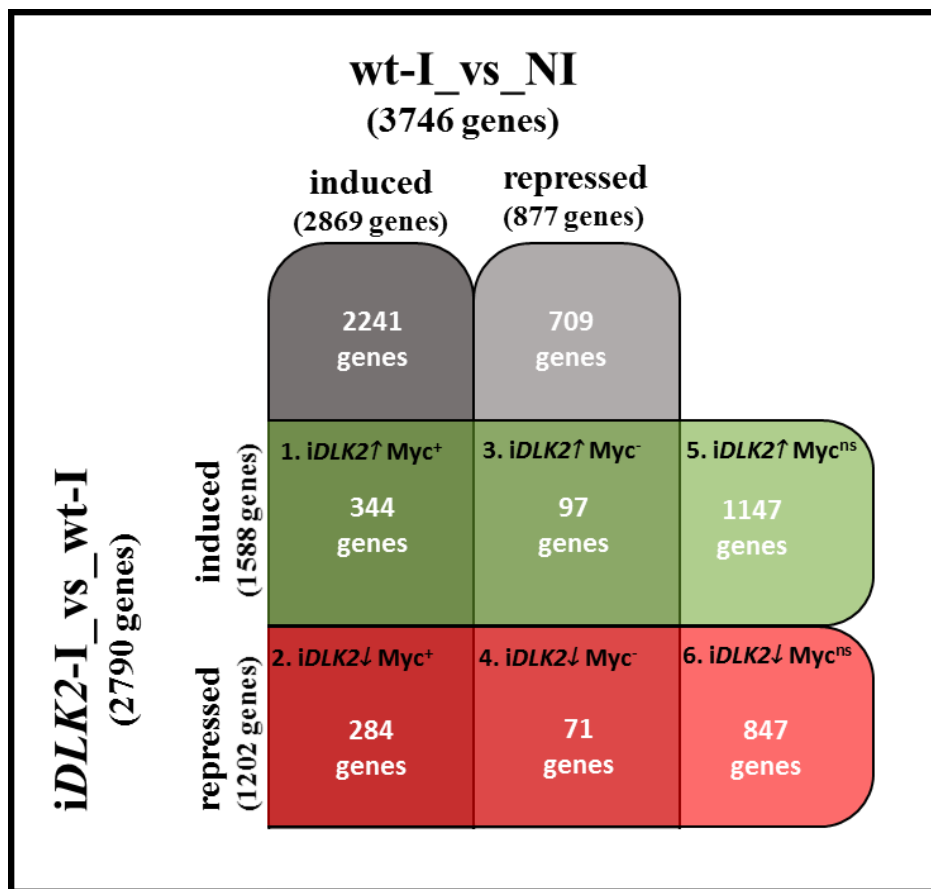 wt-I_vs_NI
(3746 genes)
induced
(2869 genes)
repressed
(877 genes)
2241
genes
709
genes
iDLK2-I_vs_wt-I
(2790 genes)
induced
(1588 genes)
1. iDLK2↑ Myc⁺
344
genes
3. iDLK2↑ Myc⁻
97
genes
5. iDLK2↑ Mycⁿˢ
1147
genes
repressed
(1202 genes)
2. iDLK2↓ Myc⁺
284
genes
4. iDLK2↓ Myc⁻
71
genes
6. iDLK2↓ Mycⁿˢ
847
genes